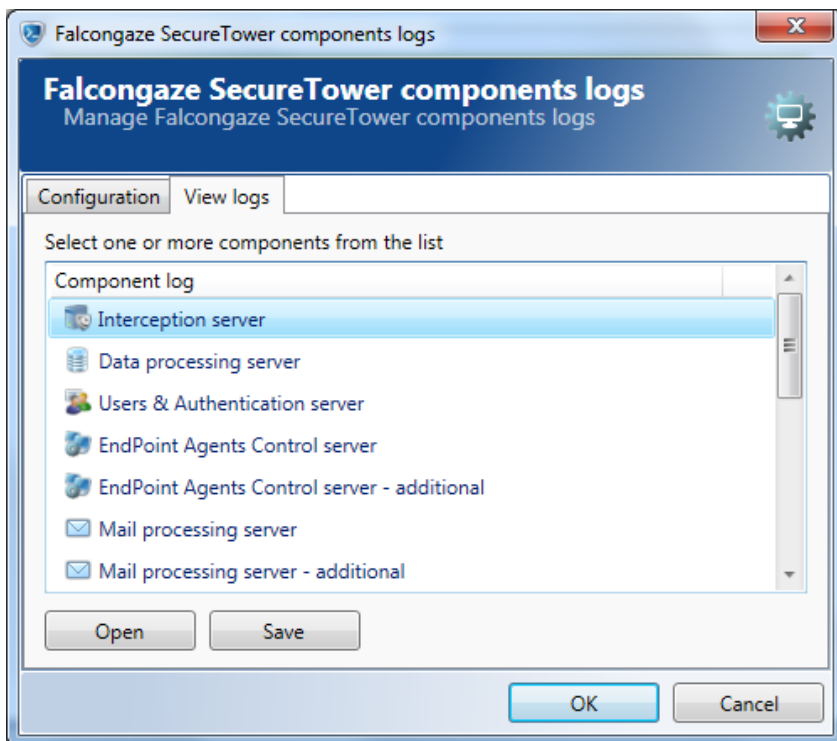 Falcongaze SecureTower components logs
Falcongaze SecureTower components logs
Manage Falcongaze SecureTower components logs
Configuration View logs
Select one or more components from the list
Component log
Interception server
Data processing server
Users & Authentication server
EndPoint Agents Control server
EndPoint Agents Control server - additional
Mail processing server
Mail processing server - additional
Open Save
OK Cancel